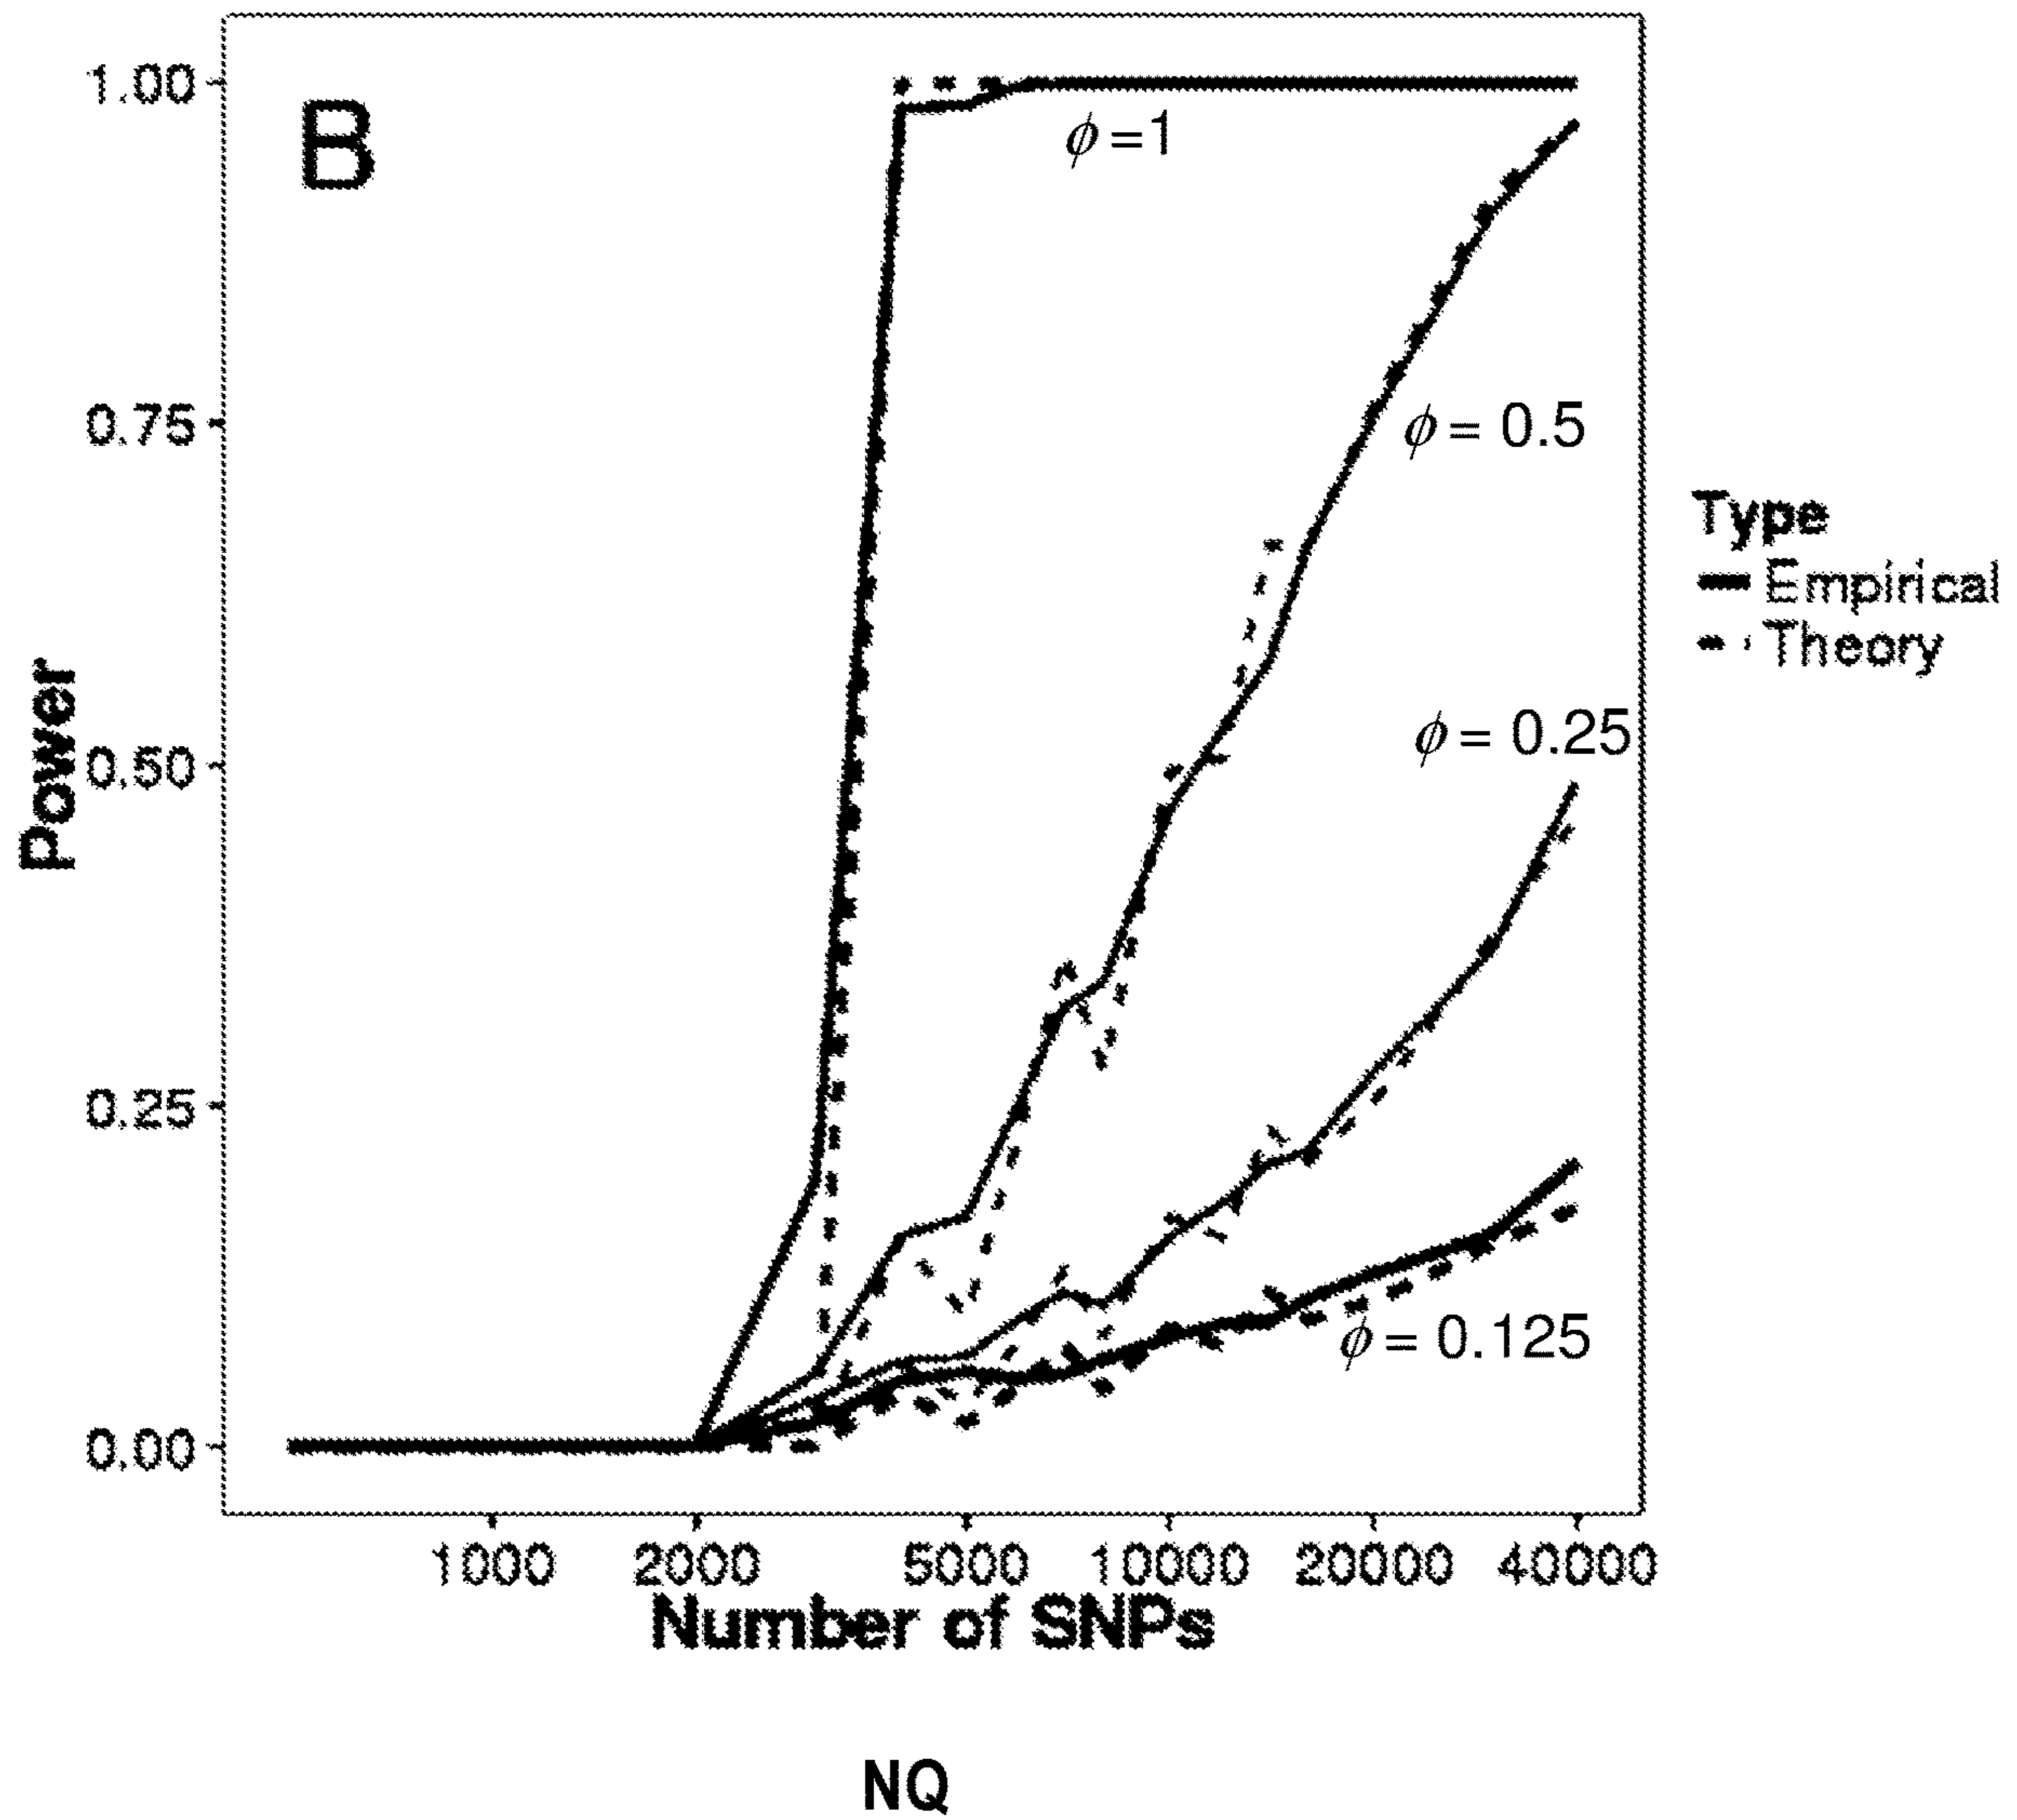 B
1.00
0.75
0.50
0.25
0.00
Power
ϕ =1
ϕ = 0.5
ϕ = 0.25
ϕ = 0.125
Type
Empirical
Theory
1000 2000 5000 10000 20000 40000
Number of SNPs
NQ